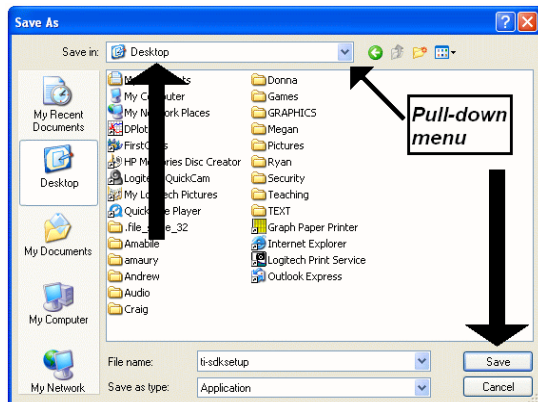 Save As
Save in:
Desktop
My Recent
Documents
Desktop
My Documents
My Computer
My Network
My
My Network Places
DPlot
HP Memories Disc Creator
Logitech QuickCam
My Logitech Pictures
QuickTime Player
Amabile
amaury
Andrew
Audio
Craig
Donna
Games
GRAPHICS
Megan
Pictures
Ryan
Security
Teaching
TEXT
Graph Paper Printer
Internet Explorer
Logitech Print Service
Outlook Express
Pull-down
menu
File name:
ti-sdksetup
Save
Save as type:
Application
Cancel